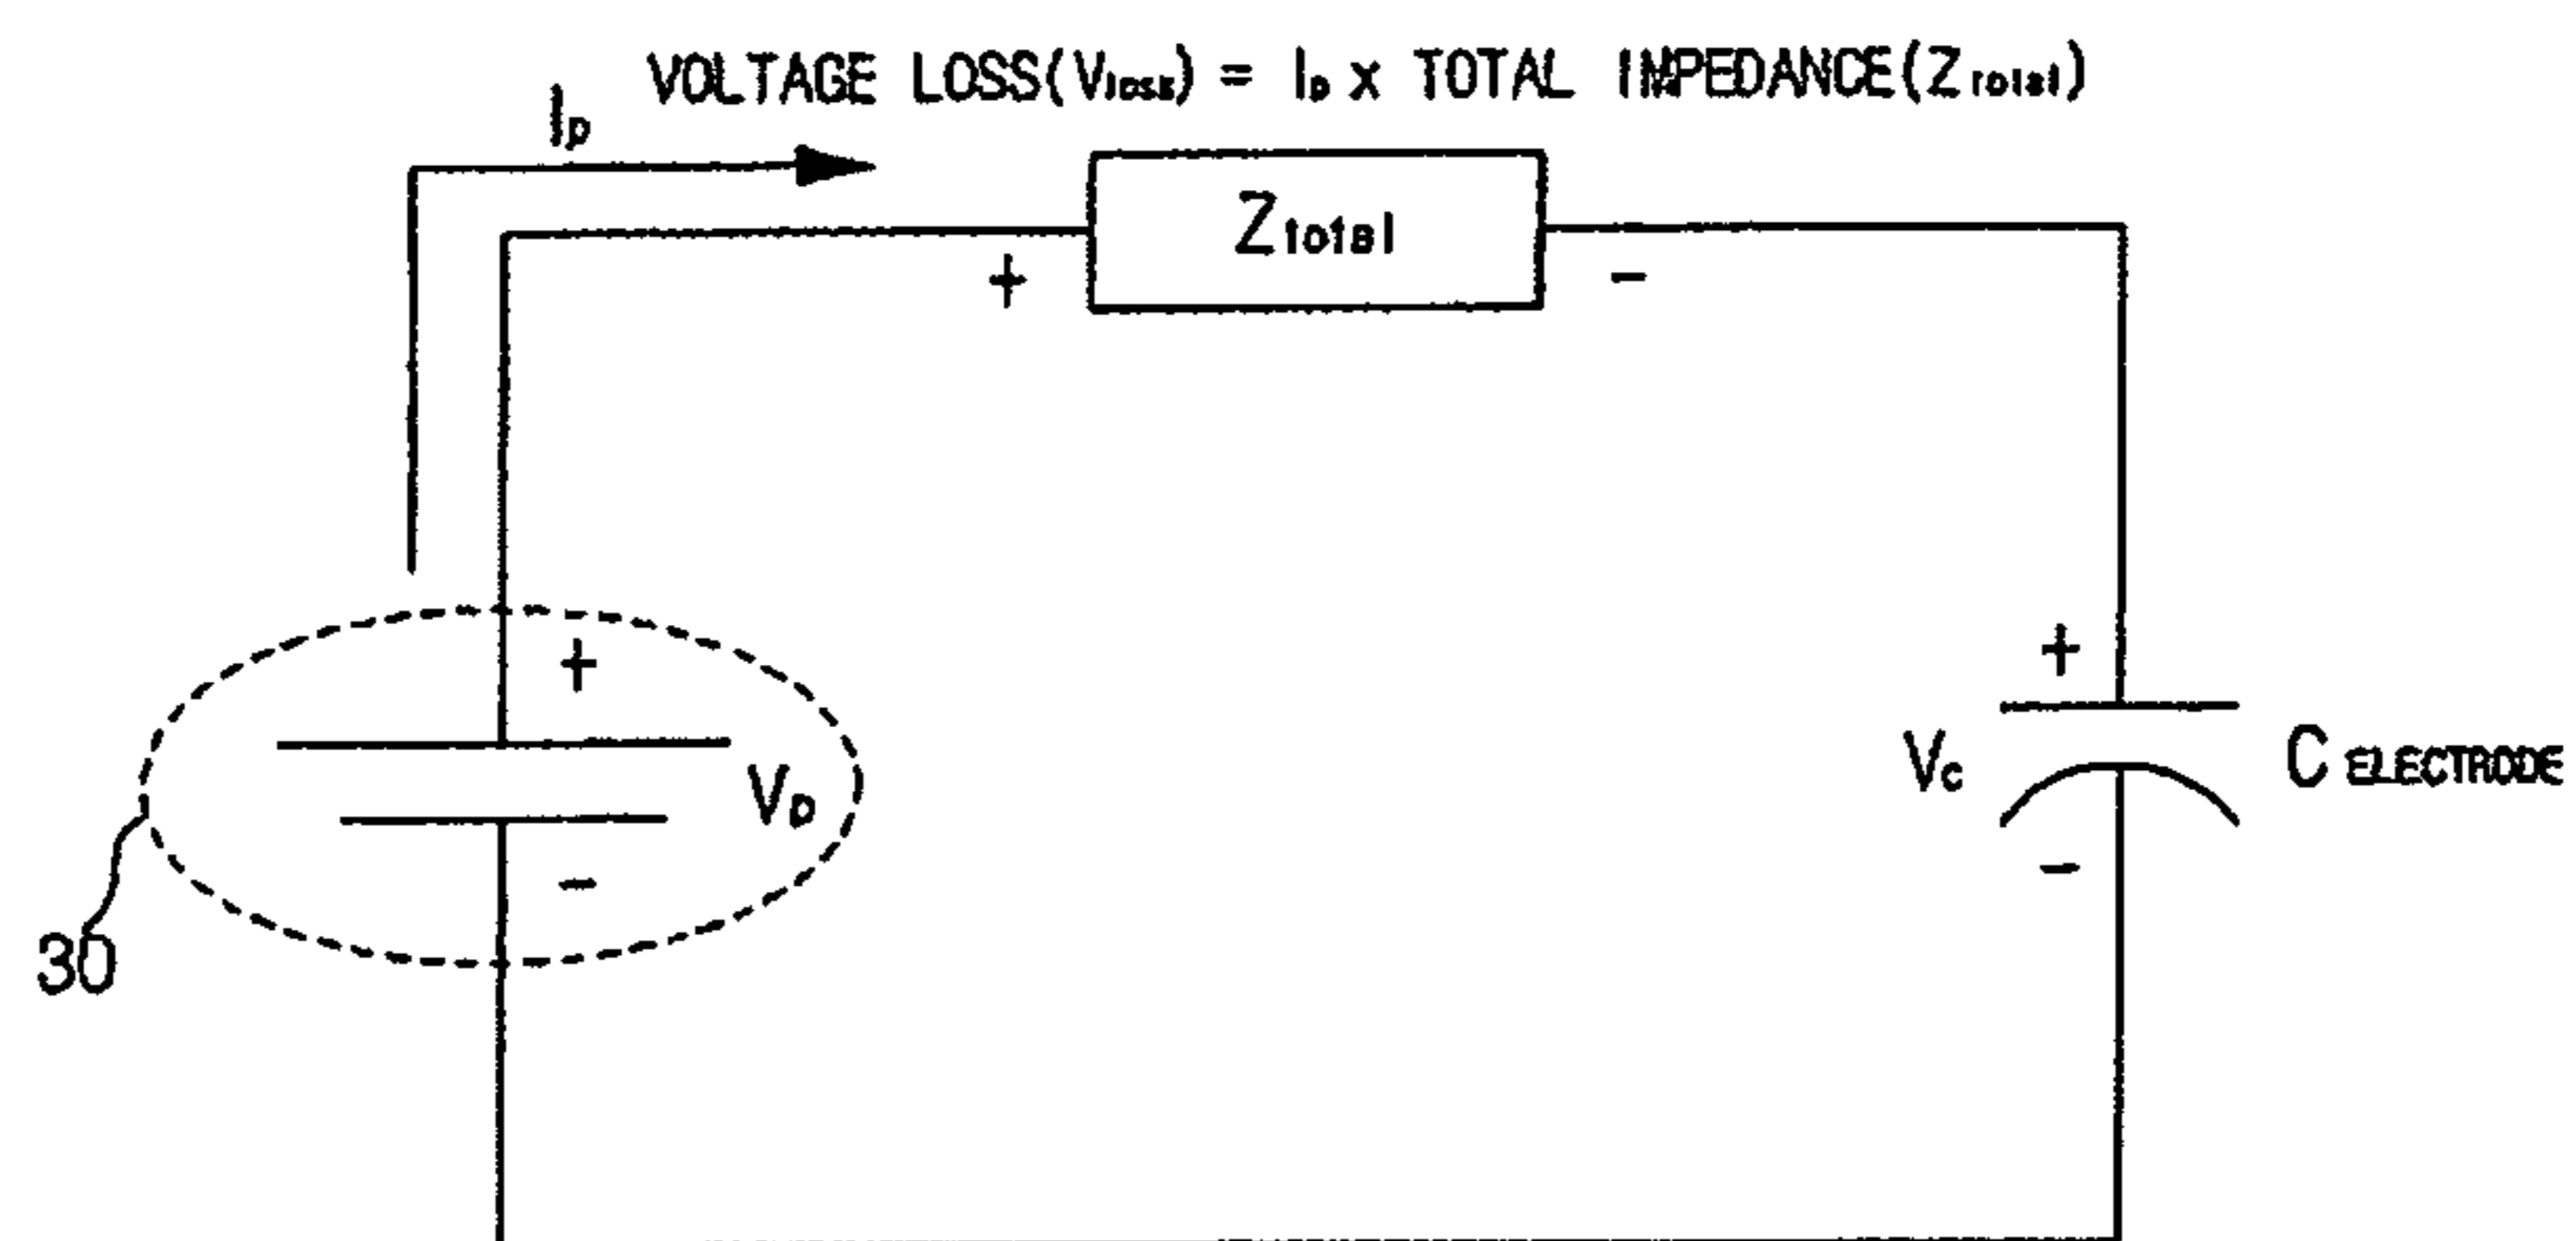 VOLTAGE LOSS(Vloss) = Ip x TOTAL IMPEDANCE(ZTotal)
Ip
Ztotal
+ -
+
+
VP
VC
C ELECTRODE
-
-
30